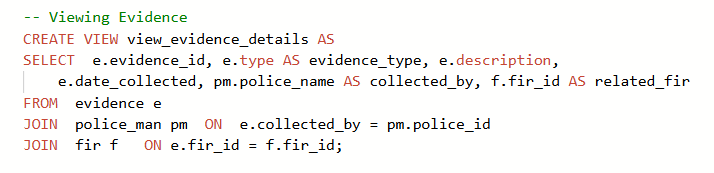 -- Viewing Evidence
CREATE VIEW view_evidence_details AS
SELECT  e.evidence_id, e.type AS evidence_type, e.description,
    e.date_collected, pm.police_name AS collected_by, f.fir_id AS related_fir
FROM  evidence e
JOIN  police_man pm  ON  e.collected_by = pm.police_id
JOIN  fir f   ON e.fir_id = f.fir_id;